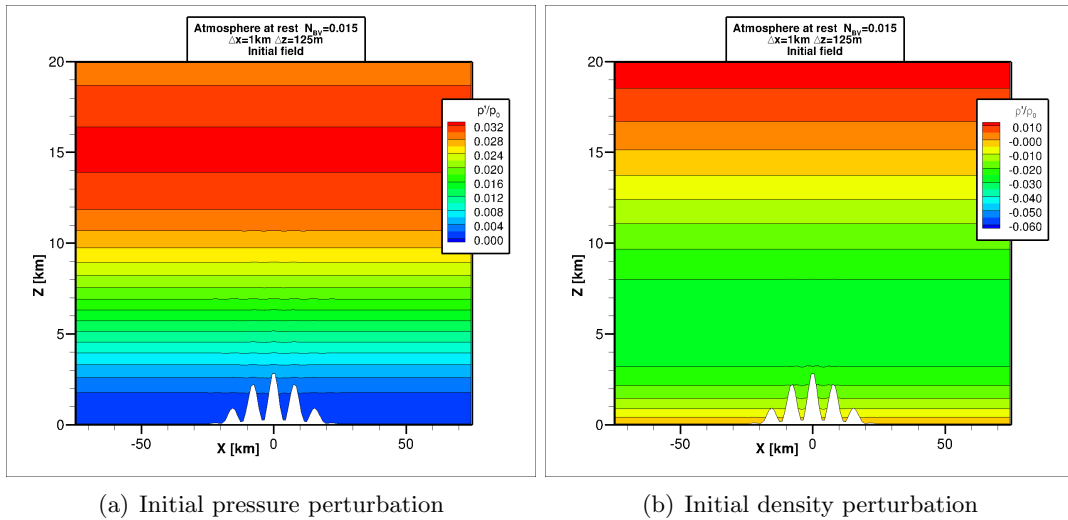 Atmosphere at rest N_BV=0.015
△x=1km △z=125m
Initial field
20
15
10
5
0
Z [km]
-50
0
50
X [km]
p'/p₀
0.032
0.028
0.024
0.020
0.016
0.012
0.008
0.004
0.000
(a) Initial pressure perturbation
Atmosphere at rest N_BV=0.015
△x=1km △z=125m
Initial field
20
15
10
5
0
Z [km]
-50
0
50
X [km]
ρ'/ρ₀
0.010
-0.000
-0.010
-0.020
-0.030
-0.040
-0.050
-0.060
(b) Initial density perturbation